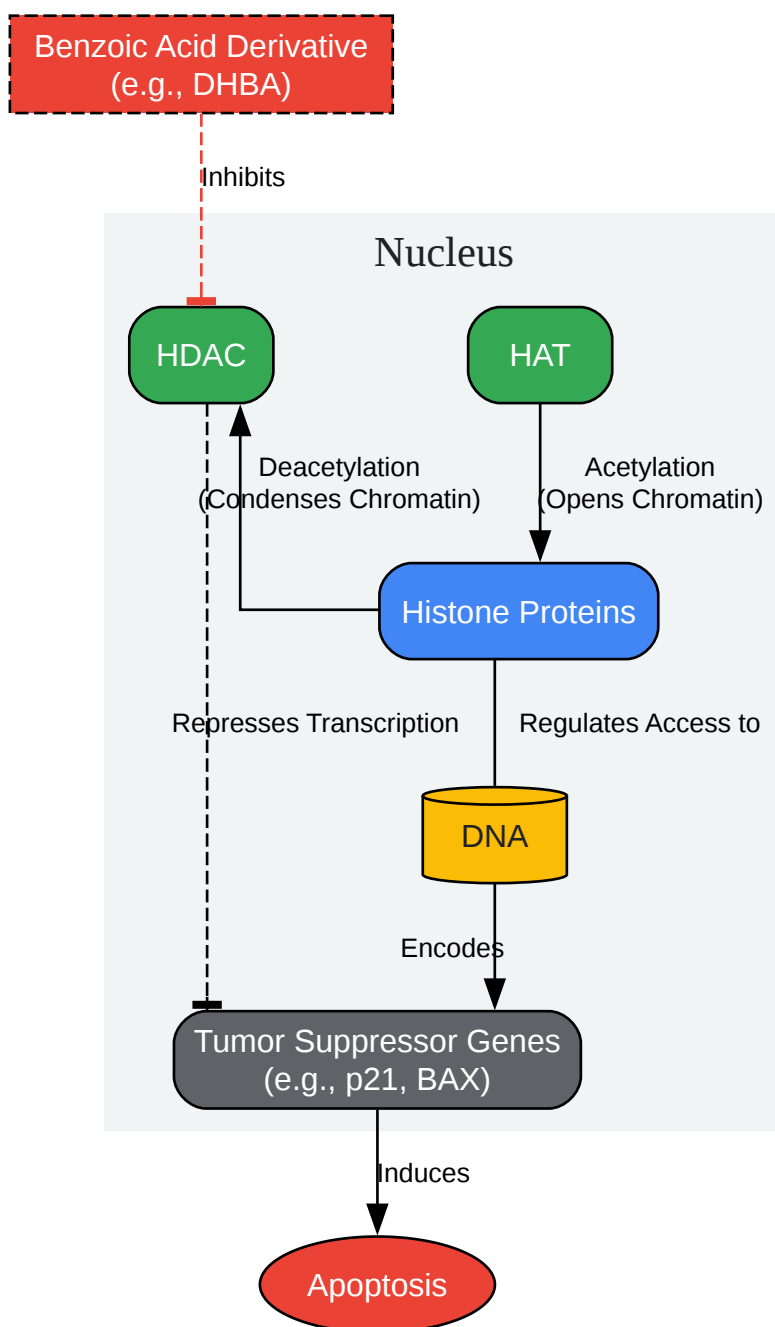 Benzoic Acid Derivative
(e.g., DHBA)
Inhibits
Nucleus
HDAC
HAT
Deacetylation
(Condenses Chromatin)
Acetylation
(Opens Chromatin)
Histone Proteins
Represses Transcription
Regulates Access to
DNA
Encodes
Tumor Suppressor Genes
(e.g., p21, BAX)
Induces
Apoptosis